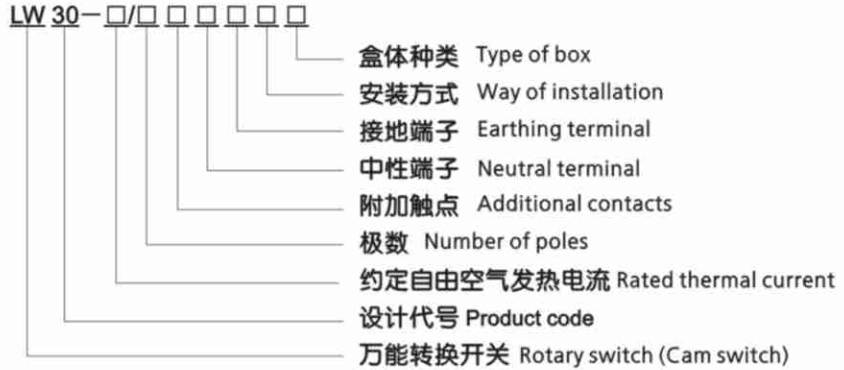 LW 30-□/□ □ □ □ □ □
盒体种类 Type of box
安装方式 Way of installation
接地端子 Earthing terminal
中性端子 Neutral terminal
附加触点 Additional contacts
极数 Number of poles
约定自由空气发热电流 Rated thermal current
设计代号 Product code
万能转换开关 Rotary switch (Cam switch)